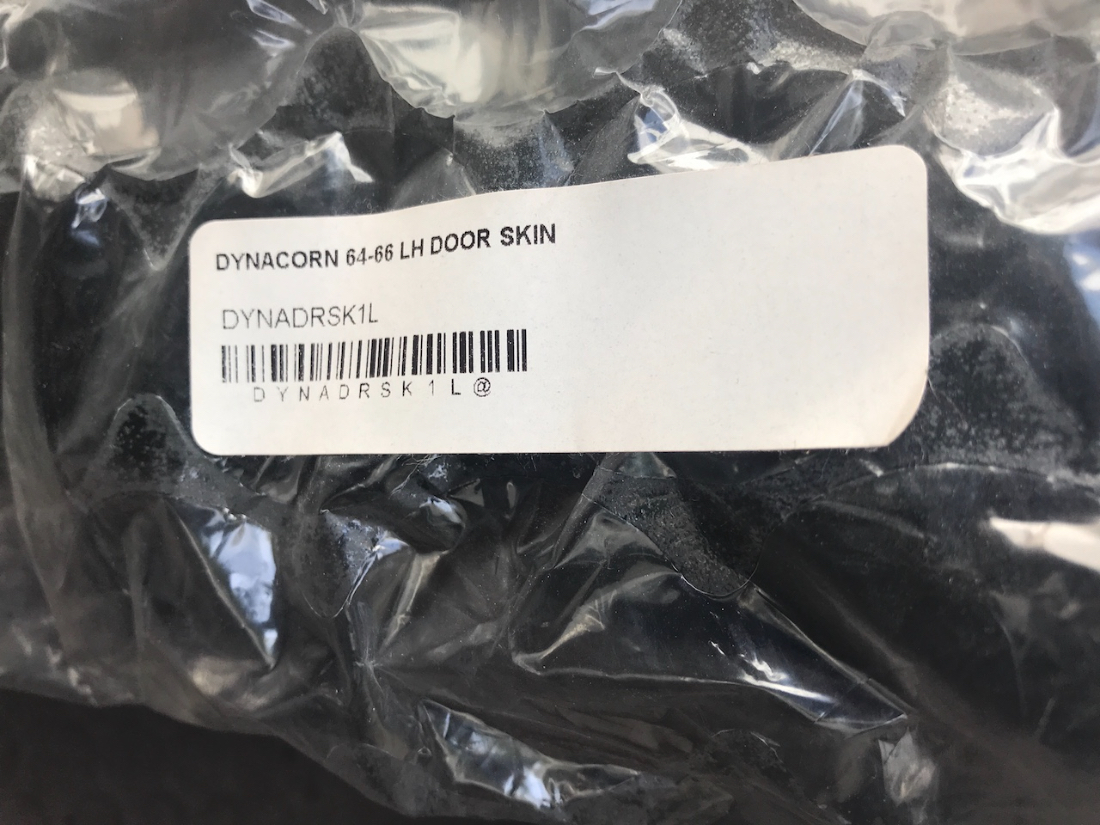 DYNACORN 64-66 LH DOOR SKIN
DYNADRSK1L
DYNADRSK1L@